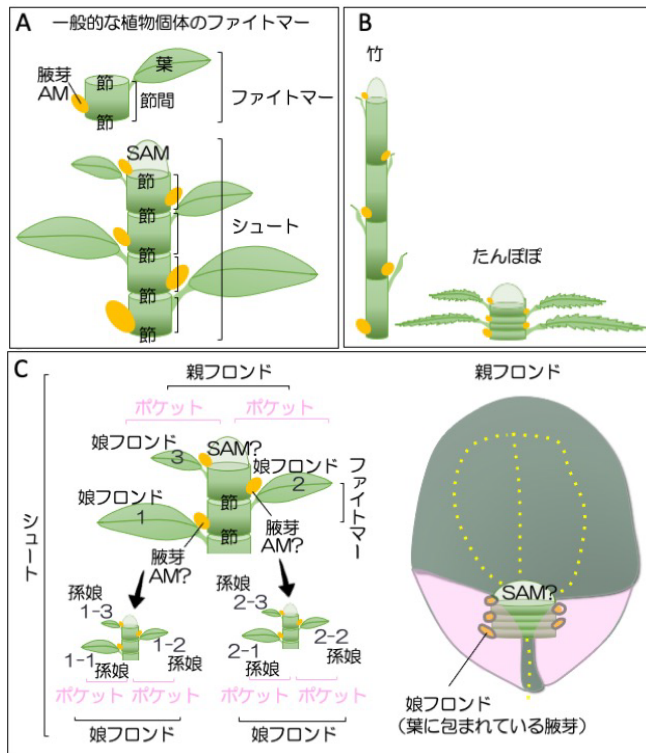 A
一般的な植物個体のファイトマー
葉
腋芽
AM
節
節間
節
ファイトマー
SAM
節
節
節
節
節
シュート
B
竹
たんぽぽ
C
親フロンド
ポケット
ポケット
娘フロンド
3
SAM?
娘フロンド
2
娘フロンド
1
節
節
ファイトマー
腋芽
AM?
腋芽
AM?
シュート
孫娘
1-3
1-2
孫娘
1-1
孫娘
ポケット
ポケット
娘フロンド
孫娘
2-3
2-2
孫娘
2-1
孫娘
ポケット
ポケット
娘フロンド
親フロンド
SAM?
娘フロンド
(葉に包まれている腋芽)